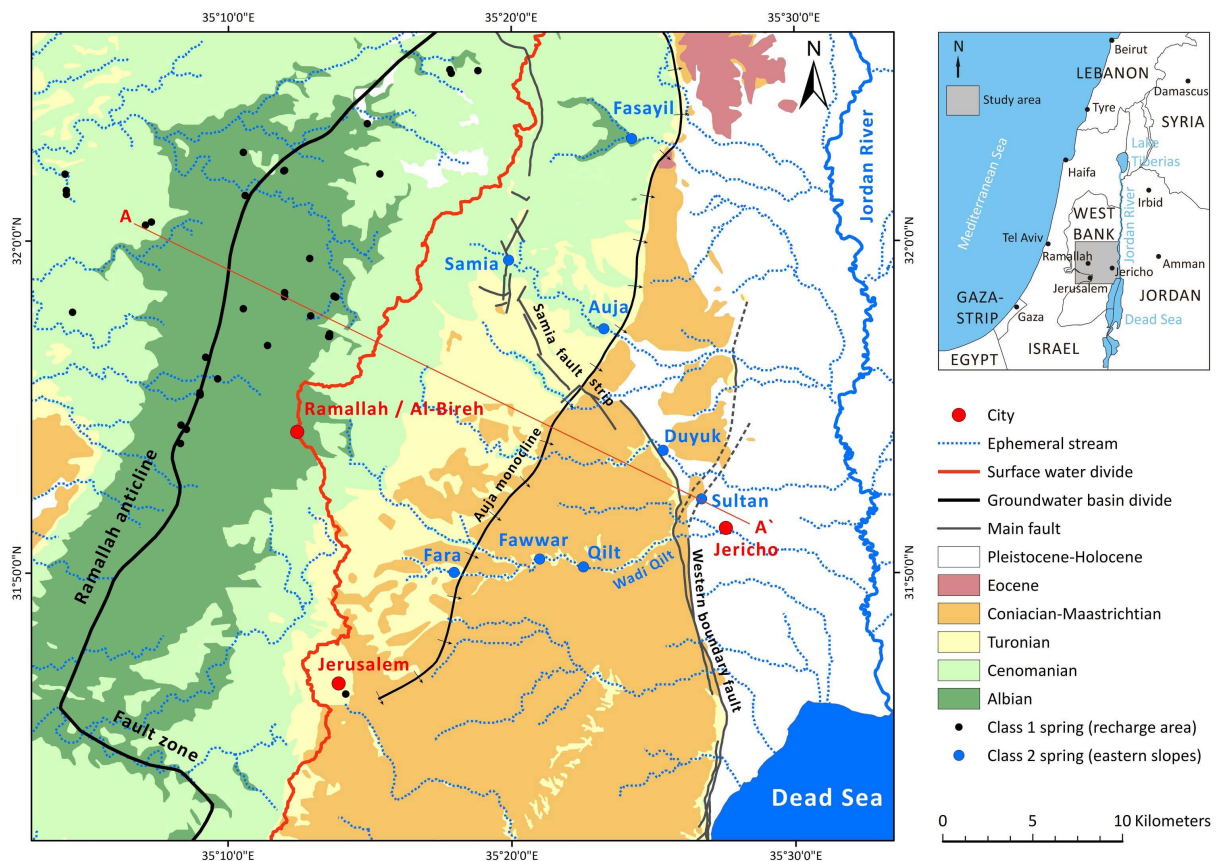 35°10'0"E
35°20'0"E
35°30'0"E
N
Fasayil
Jordan River
A
32°0'0"N
32°0'0"N
Samia
Auja
Samia fault strip
Ramallah / Al-Bireh
Duyuk
Auja monocline
Sultan
A`
Jericho
Ramallah anticline
Fara
Fawwar
Qilt
Wadi Qilt
31°50'0"N
31°50'0"N
Western boundary fault
Jerusalem
Fault zone
Dead Sea
35°10'0"E
35°20'0"E
35°30'0"E
N
Study area
Beirut
LEBANON
Damascus
Tyre
SYRIA
Lake
Tiberias
Haifa
Mediterranean Sea
Irbid
WEST
BANK
Jordan River
Tel Aviv
Ramallah
Amman
Jericho
Jerusalem
JORDAN
GAZA-
STRIP
Gaza
Dead Sea
ISRAEL
EGYPT
City
Ephemeral stream
Surface water divide
Groundwater basin divide
Main fault
Pleistocene-Holocene
Eocene
Coniacian-Maastrichtian
Turonian
Cenomanian
Albian
Class 1 spring (recharge area)
Class 2 spring (eastern slopes)
0 5 10 Kilometers